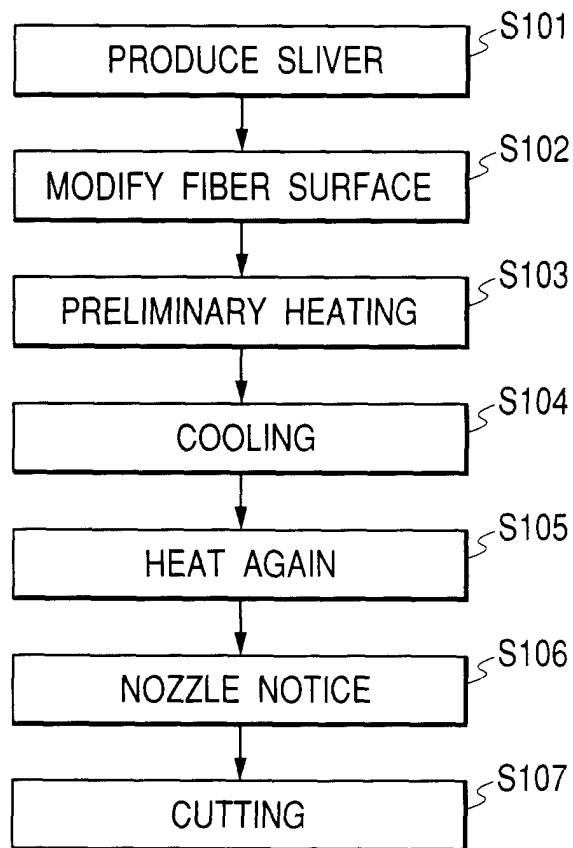 S101
PRODUCE SLIVER
S102
MODIFY FIBER SURFACE
S103
PRELIMINARY HEATING
S104
COOLING
S105
HEAT AGAIN
S106
NOZZLE NOTICE
S107
CUTTING